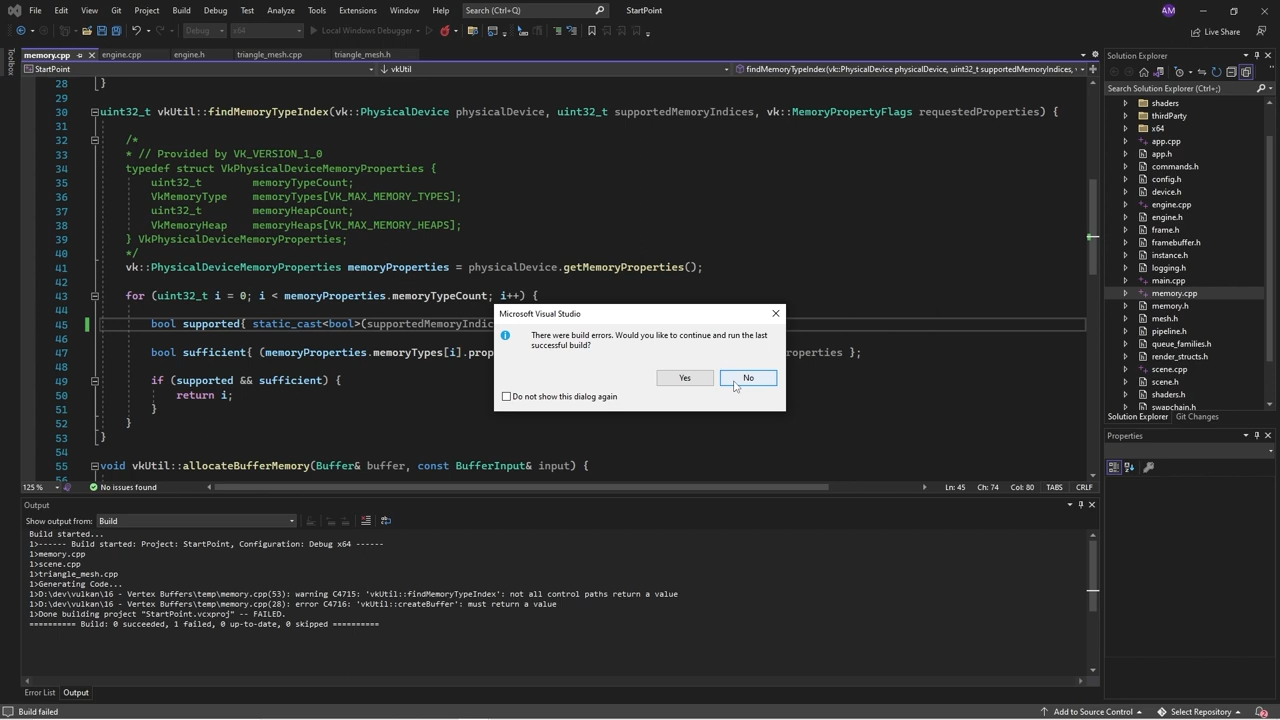 File Edit View Git Project Build Debug Test Analyze Tools Extensions Window Help Search (Ctrl+Q) StartPoint AM
Debug x64 Local Windows Debugger Live Share
Toolbox
memory.cpp engine.cpp engine.h triangle_mesh.cpp triangle_mesh.h
StartPoint vkUtil findMemoryTypeIndex(vk::PhysicalDevice physicalDevice, uint32_t supportedMemoryIndices, v
28 }
29
30 uint32_t vkUtil::findMemoryTypeIndex(vk::PhysicalDevice physicalDevice, uint32_t supportedMemoryIndices, vk::MemoryPropertyFlags requestedProperties) {
31
32 /*
33 * // Provided by VK_VERSION_1_0
34 typedef struct VkPhysicalDeviceMemoryProperties {
35 uint32_t memoryTypeCount;
36 VkMemoryType memoryTypes[VK_MAX_MEMORY_TYPES];
37 uint32_t memoryHeapCount;
38 VkMemoryHeap memoryHeaps[VK_MAX_MEMORY_HEAPS];
39 } VkPhysicalDeviceMemoryProperties;
40 */
41 vk::PhysicalDeviceMemoryProperties memoryProperties = physicalDevice.getMemoryProperties();
42
43 for (uint32_t i = 0; i < memoryProperties.memoryTypeCount; i++) {
44
45 bool supported{ static_cast<bool>(supportedMemoryIndic
46
47 bool sufficient{ (memoryProperties.memoryTypes[i].prop roperties };
48
49 if (supported && sufficient) {
50 return i;
51 }
52 }
53 }
54
55 void vkUtil::allocateBufferMemory(Buffer& buffer, const BufferInput& input) {
56
Microsoft Visual Studio
There were build errors. Would you like to continue and run the last
successful build?
Yes No
Do not show this dialog again
125 % No issues found Ln: 45 Ch: 74 Col: 80 TABS CRLF
Output
Show output from: Build
Build started...
1>------ Build started: Project: StartPoint, Configuration: Debug x64 ------
1>memory.cpp
1>scene.cpp
1>triangle_mesh.cpp
1>Generating Code...
1>D:\dev\vulkan\16 - Vertex Buffers\temp\memory.cpp(53): warning C4715: 'vkUtil::findMemoryTypeIndex': not all control paths return a value
1>D:\dev\vulkan\16 - Vertex Buffers\temp\memory.cpp(28): error C4716: 'vkUtil::createBuffer': must return a value
1>Done building project "StartPoint.vcxproj" -- FAILED.
========== Build: 0 succeeded, 1 failed, 0 up-to-date, 0 skipped ==========
Error List Output
Build failed Add to Source Control Select Repository 2
Solution Explorer
Search Solution Explorer (Ctrl+;)
shaders
thirdParty
x64
app.cpp
app.h
commands.h
config.h
device.h
engine.cpp
engine.h
frame.h
framebuffer.h
instance.h
logging.h
main.cpp
memory.cpp
memory.h
mesh.h
pipeline.h
queue_families.h
render_structs.h
scene.cpp
scene.h
shaders.h
swapchain.h
Solution Explorer Git Changes
Properties